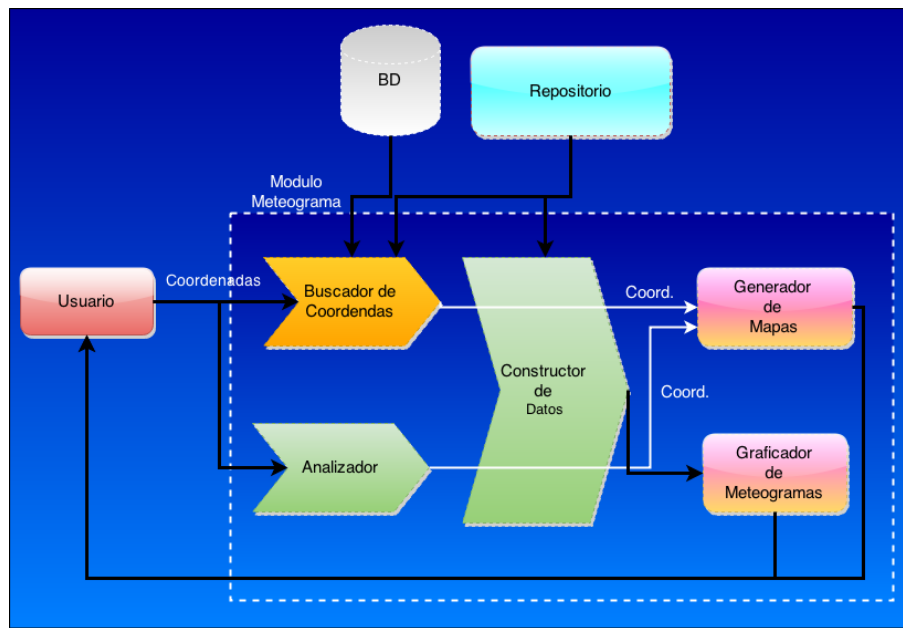 BD
Repositorio
Modulo
Meteograma
Coordenadas
Usuario
Buscador de
Coordendas
Coord.
Generador
de
Mapas
Constructor
de
Datos
Coord.
Analizador
Graficador
de
Meteogramas